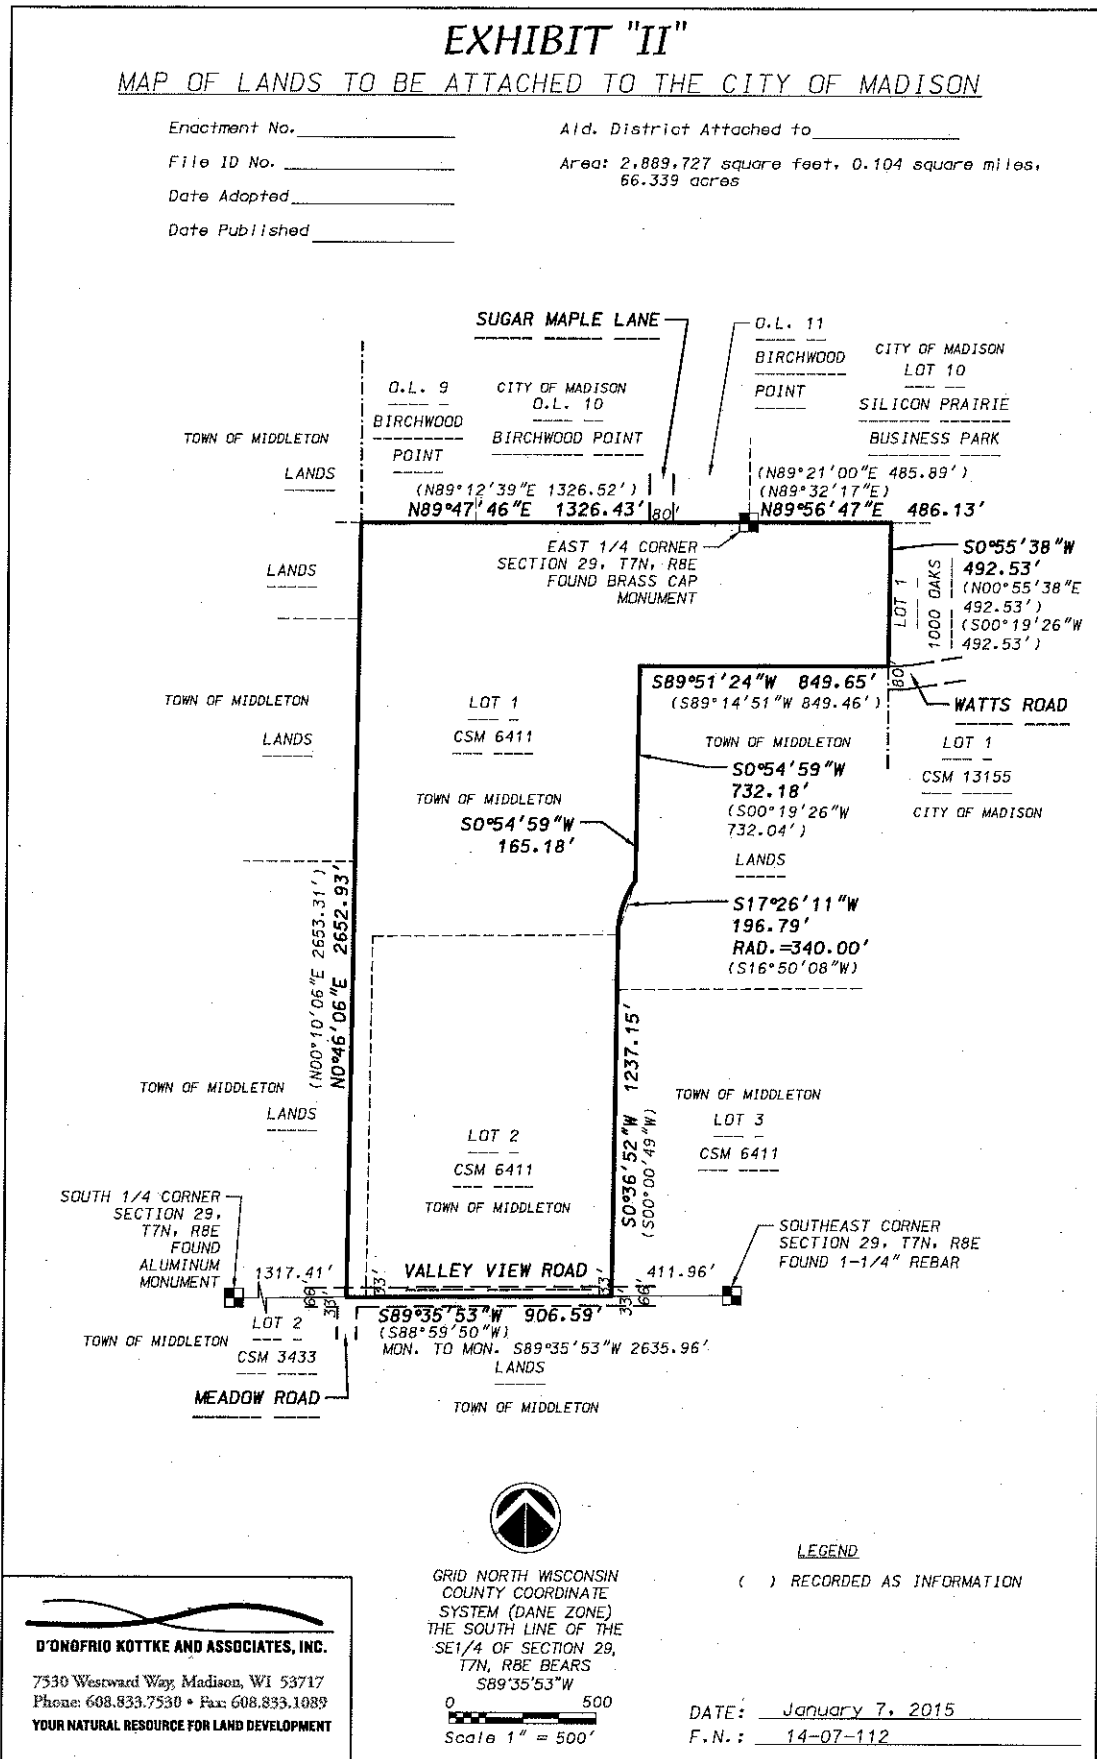 EXHIBIT "II"
MAP OF LANDS TO BE ATTACHED TO THE CITY OF MADISON
Enactment No.
File ID No.
Date Adopted
Date Published
Ald. District Attached to
Area: 2,889,727 square feet, 0.104 square miles,
66.339 acres
SUGAR MAPLE LANE
O.L. 11
BIRCHWOOD
POINT
CITY OF MADISON
LOT 10
SILICON PRAIRIE
BUSINESS PARK
O.L. 9
BIRCHWOOD
POINT
CITY OF MADISON
O.L. 10
BIRCHWOOD POINT
TOWN OF MIDDLETON
LANDS
(N89°12'39"E 1326.52')
N89°47'46"E 1326.43'
80'
(N89°21'00"E 485.89')
(N89°32'17"E)
N89°56'47"E 486.13'
EAST 1/4 CORNER
SECTION 29, T7N, R8E
FOUND BRASS CAP
MONUMENT
LANDS
LOT 1
1000 OAKS
S0°55'38"W
492.53'
(N00°55'38"E
492.53')
(S00°19'26"W
492.53')
80'
S89°51'24"W 849.65'
(S89°14'51"W 849.46')
WATTS ROAD
TOWN OF MIDDLETON
LANDS
LOT 1
CSM 6411
TOWN OF MIDDLETON
LOT 1
CSM 13155
CITY OF MADISON
S0°54'59"W
732.18'
(S00°19'26"W
732.04')
LANDS
TOWN OF MIDDLETON
S0°54'59"W
165.18'
S17°26'11"W
196.79'
RAD.=340.00'
(S16°50'08"W)
(N00°10'06"E 2653.31')
N0°46'06"E 2652.93'
S0°36'52"W 1237.15'
(S00°00'49"W)
TOWN OF MIDDLETON
LANDS
TOWN OF MIDDLETON
LOT 3
CSM 6411
LOT 2
CSM 6411
TOWN OF MIDDLETON
SOUTH 1/4 CORNER
SECTION 29,
T7N, R8E
FOUND
ALUMINUM
MONUMENT
SOUTHEAST CORNER
SECTION 29, T7N, R8E
FOUND 1-1/4" REBAR
1317.41'
66'
33'
33'
VALLEY VIEW ROAD
33'
33'
66'
411.96'
S89°35'53"W 906.59'
(S88°59'50"W)
MON. TO MON. S89°35'53"W 2635.96'
LANDS
TOWN OF MIDDLETON
TOWN OF MIDDLETON
LOT 2
CSM 3433
MEADOW ROAD
GRID NORTH WISCONSIN
COUNTY COORDINATE
SYSTEM (DANE ZONE)
THE SOUTH LINE OF THE
SE1/4 OF SECTION 29,
T7N, R8E BEARS
S89°35'53"W
0 500
Scale 1" = 500'
LEGEND
( ) RECORDED AS INFORMATION
D'ONOFRIO KOTTKE AND ASSOCIATES, INC.
7530 Westward Way, Madison, WI 53717
Phone: 608.833.7530 • Fax: 608.833.1089
YOUR NATURAL RESOURCE FOR LAND DEVELOPMENT
DATE: January 7, 2015
F.N.: 14-07-112